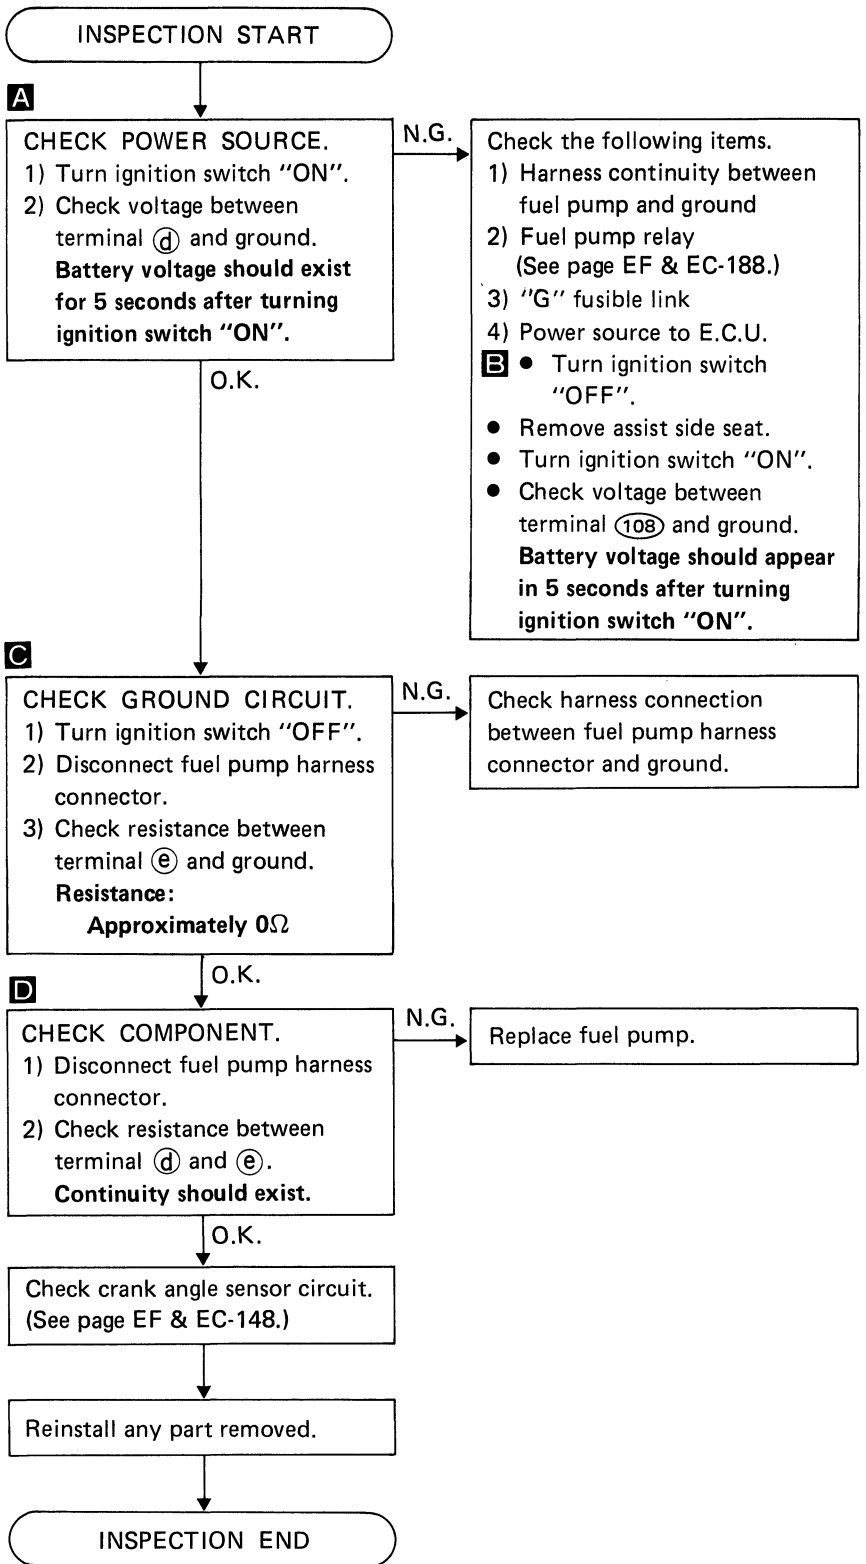 INSPECTION START
A
CHECK POWER SOURCE.
1) Turn ignition switch "ON".
2) Check voltage between
terminal ⓓ and ground.
Battery voltage should exist
for 5 seconds after turning
ignition switch "ON".
N.G.
Check the following items.
1) Harness continuity between
fuel pump and ground
2) Fuel pump relay
(See page EF & EC-188.)
3) "G" fusible link
4) Power source to E.C.U.
B ● Turn ignition switch
"OFF".
● Remove assist side seat.
● Turn ignition switch "ON".
● Check voltage between
terminal (108) and ground.
Battery voltage should appear
in 5 seconds after turning
ignition switch "ON".
O.K.
C
CHECK GROUND CIRCUIT.
1) Turn ignition switch "OFF".
2) Disconnect fuel pump harness
connector.
3) Check resistance between
terminal ⓔ and ground.
Resistance:
Approximately 0Ω
N.G.
Check harness connection
between fuel pump harness
connector and ground.
O.K.
D
CHECK COMPONENT.
1) Disconnect fuel pump harness
connector.
2) Check resistance between
terminal ⓓ and ⓔ.
Continuity should exist.
N.G.
Replace fuel pump.
O.K.
Check crank angle sensor circuit.
(See page EF & EC-148.)
Reinstall any part removed.
INSPECTION END